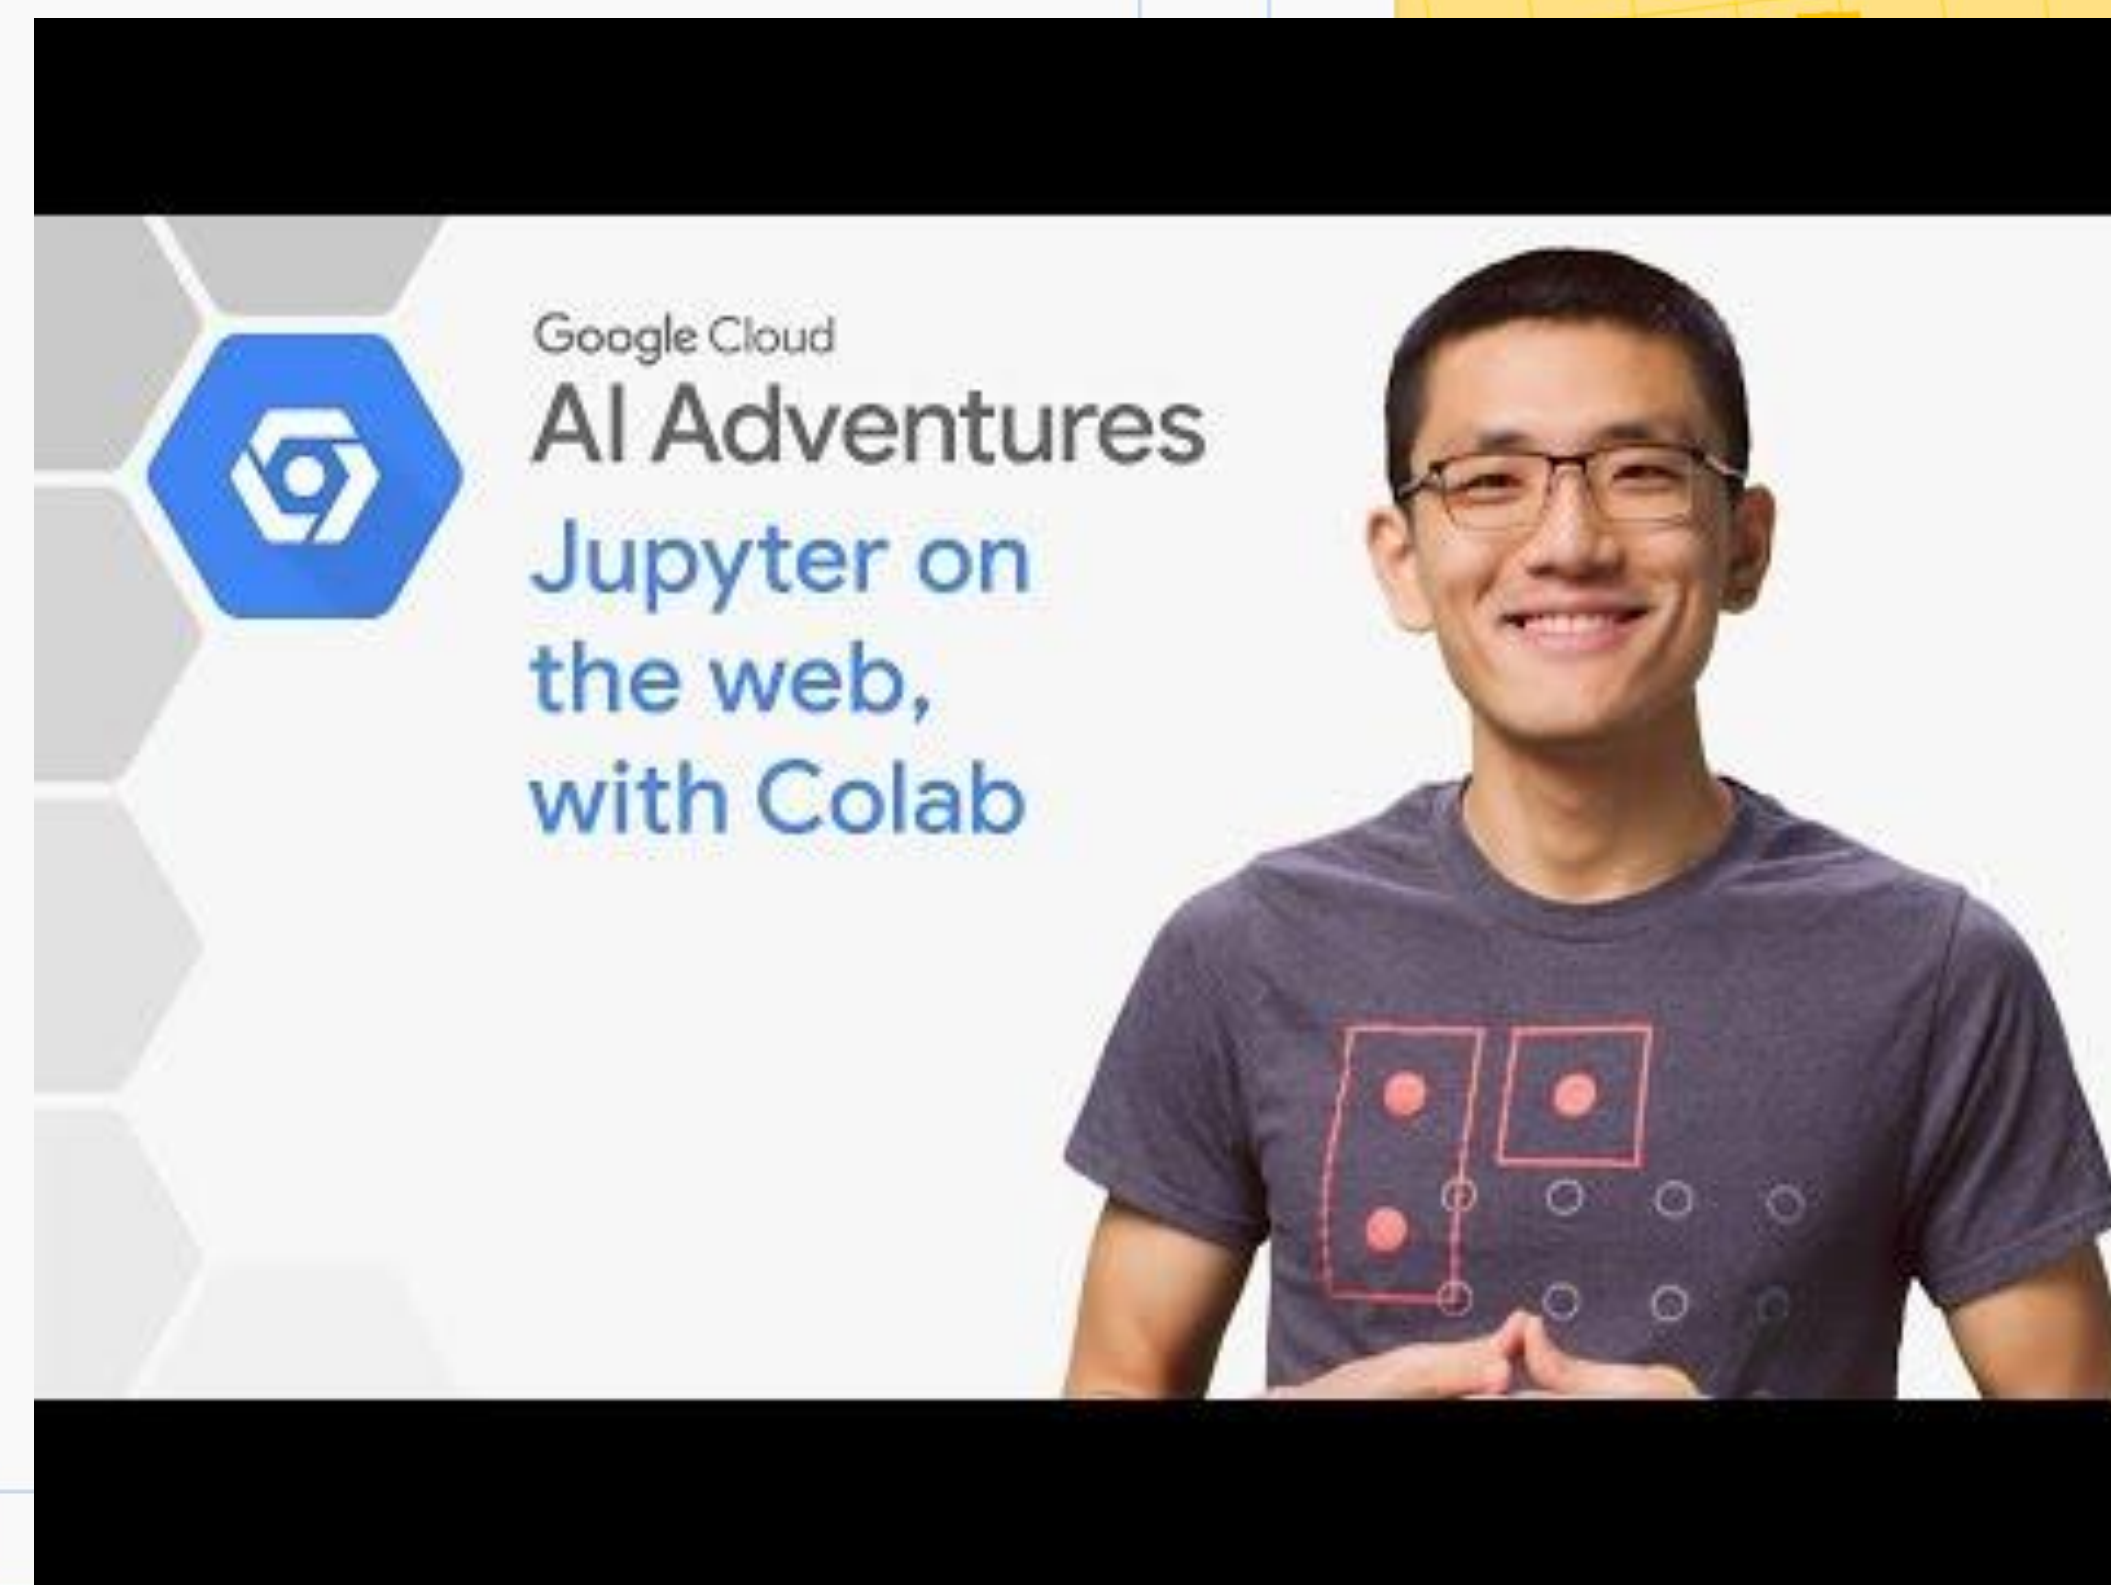 Google Cloud
AI Adventures
Jupyter on
the web,
with Colab